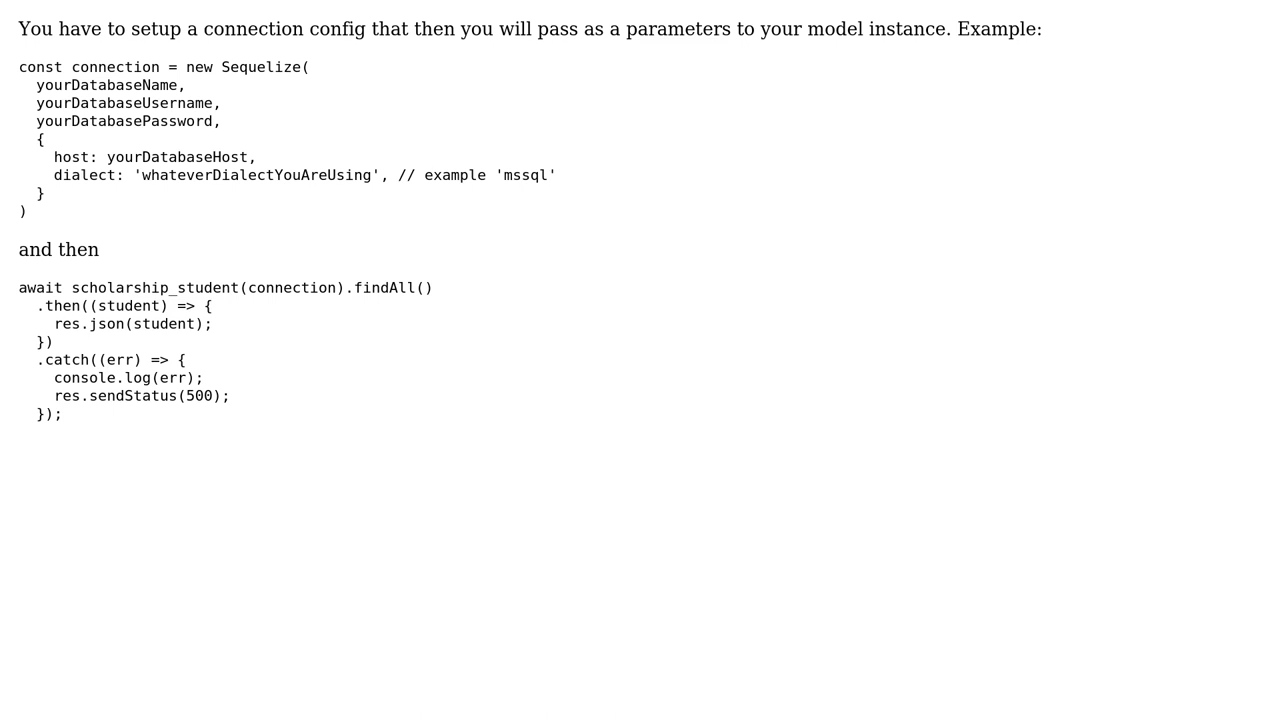 You have to setup a connection config that then you will pass as a parameters to your model instance. Example:
const connection = new Sequelize(
  yourDatabaseName,
  yourDatabaseUsername,
  yourDatabasePassword,
  {
    host: yourDatabaseHost,
    dialect: 'whateverDialectYouAreUsing', // example 'mssql'
  }
)
and then
await scholarship_student(connection).findAll()
  .then((student) => {
    res.json(student);
  })
  .catch((err) => {
    console.log(err);
    res.sendStatus(500);
  });